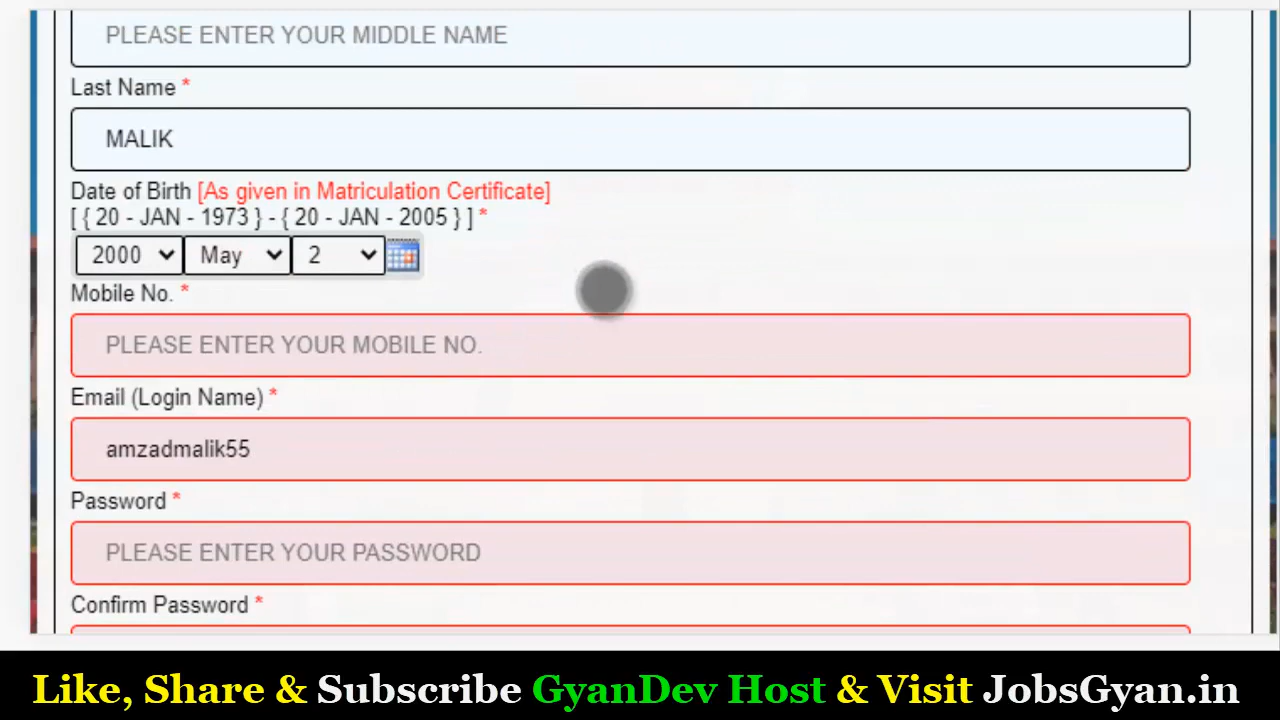 PLEASE ENTER YOUR MIDDLE NAME
Last Name *
MALIK
Date of Birth [As given in Matriculation Certificate]
[ { 20 - JAN - 1973 } - { 20 - JAN - 2005 } ] *
2000 May 2
Mobile No. *
PLEASE ENTER YOUR MOBILE NO.
Email (Login Name) *
amzadmalik55
Password *
PLEASE ENTER YOUR PASSWORD
Confirm Password *
Like, Share & Subscribe GyanDev Host & Visit JobsGyan.in